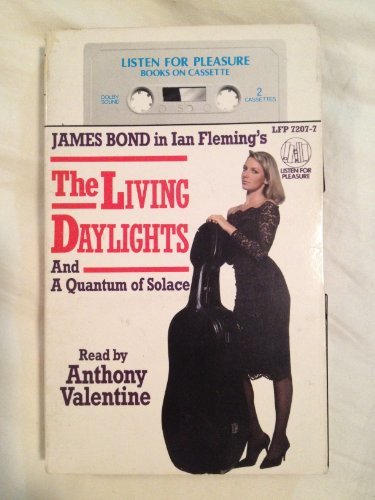 LISTEN FOR PLEASURE
BOOKS ON CASSETTE
DOLBY
SOUND
2
CASSETTES
LFP 7207-7
JAMES BOND in Ian Fleming's
LISTEN FOR
PLEASURE
The LIVING
DAYLIGHTS
And
A Quantum of Solace
Read by
Anthony
Valentine